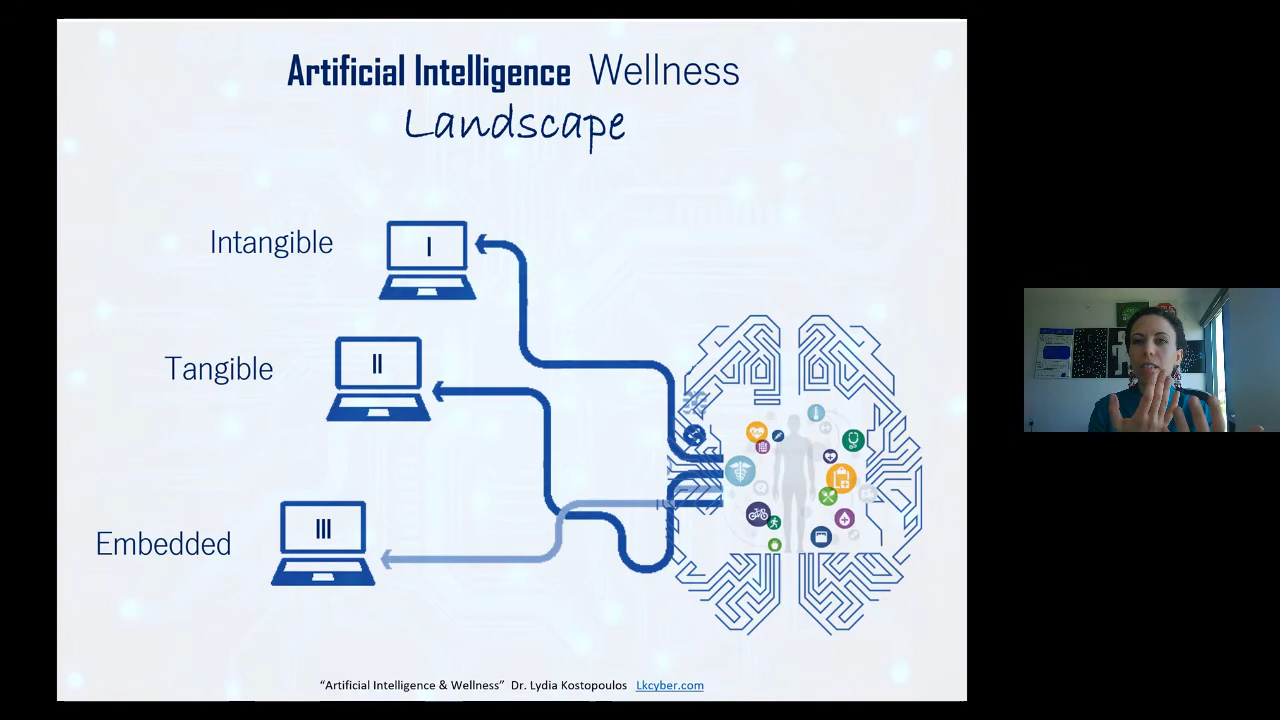 Artificial Intelligence Wellness
Landscape
Intangible
I
Tangible
II
Embedded
III
"Artificial Intelligence & Wellness" Dr. Lydia Kostopoulos Lkcyber.com